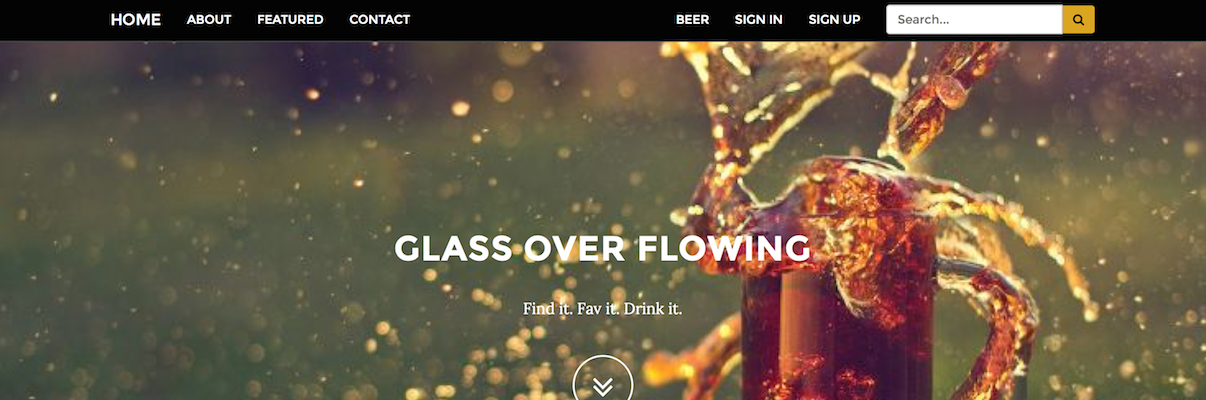 HOME ABOUT FEATURED CONTACT BEER SIGN IN SIGN UP Search...
GLASS OVER FLOWING
Find it. Fav it. Drink it.